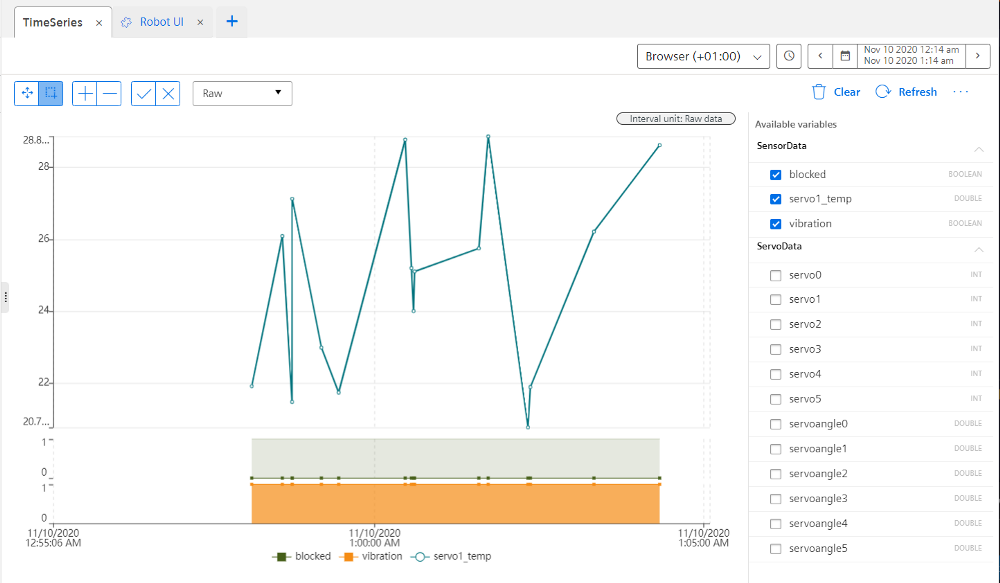 TimeSeries ×
Robot UI ×
+
Browser (+01:00)
Nov 10 2020 12:14 am
Nov 10 2020 1:14 am
Raw
Clear
Refresh
...
Interval unit: Raw data
28.8...
28
26
24
22
20.7...
1
0
1
0
11/10/2020
12:55:06 AM
11/10/2020
1:00:00 AM
11/10/2020
1:05:00 AM
blocked vibration servo1_temp
Available variables
SensorData
blocked BOOLEAN
servo1_temp DOUBLE
vibration BOOLEAN
ServoData
servo0 INT
servo1 INT
servo2 INT
servo3 INT
servo4 INT
servo5 INT
servoangle0 DOUBLE
servoangle1 DOUBLE
servoangle2 DOUBLE
servoangle3 DOUBLE
servoangle4 DOUBLE
servoangle5 DOUBLE